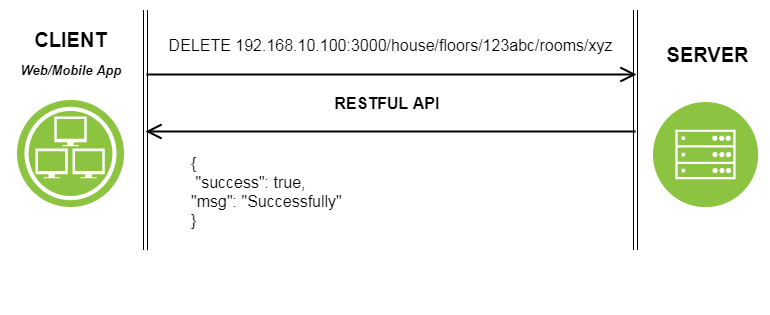 CLIENT
Web/Mobile App
DELETE 192.168.10.100:3000/house/floors/123abc/rooms/xyz
SERVER
RESTFUL API
{
"success": true,
"msg": "Successfully"
}